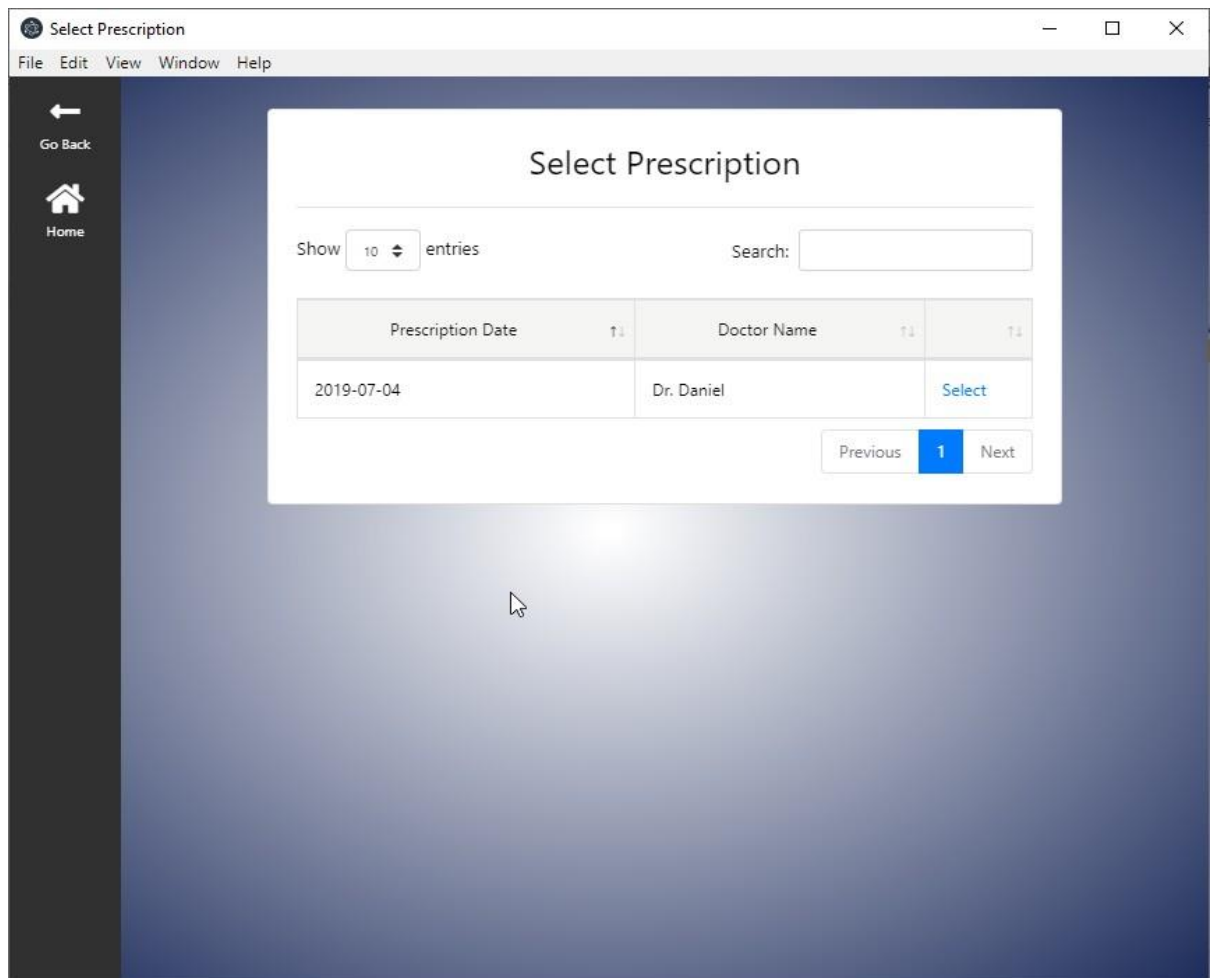 Select Prescription
File Edit View Window Help
Go Back
Home
Select Prescription
Show 10 entries Search:
Prescription Date Doctor Name
2019-07-04 Dr. Daniel Select
Previous 1 Next